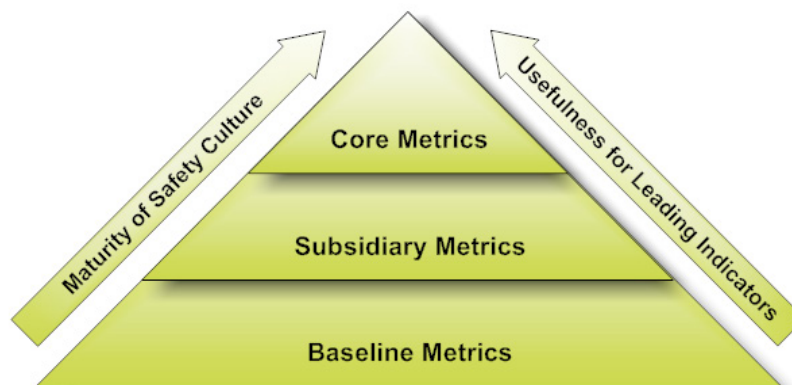 Maturity of Safety Culture
Usefulness for Leading Indicators
Core Metrics
Subsidiary Metrics
Baseline Metrics